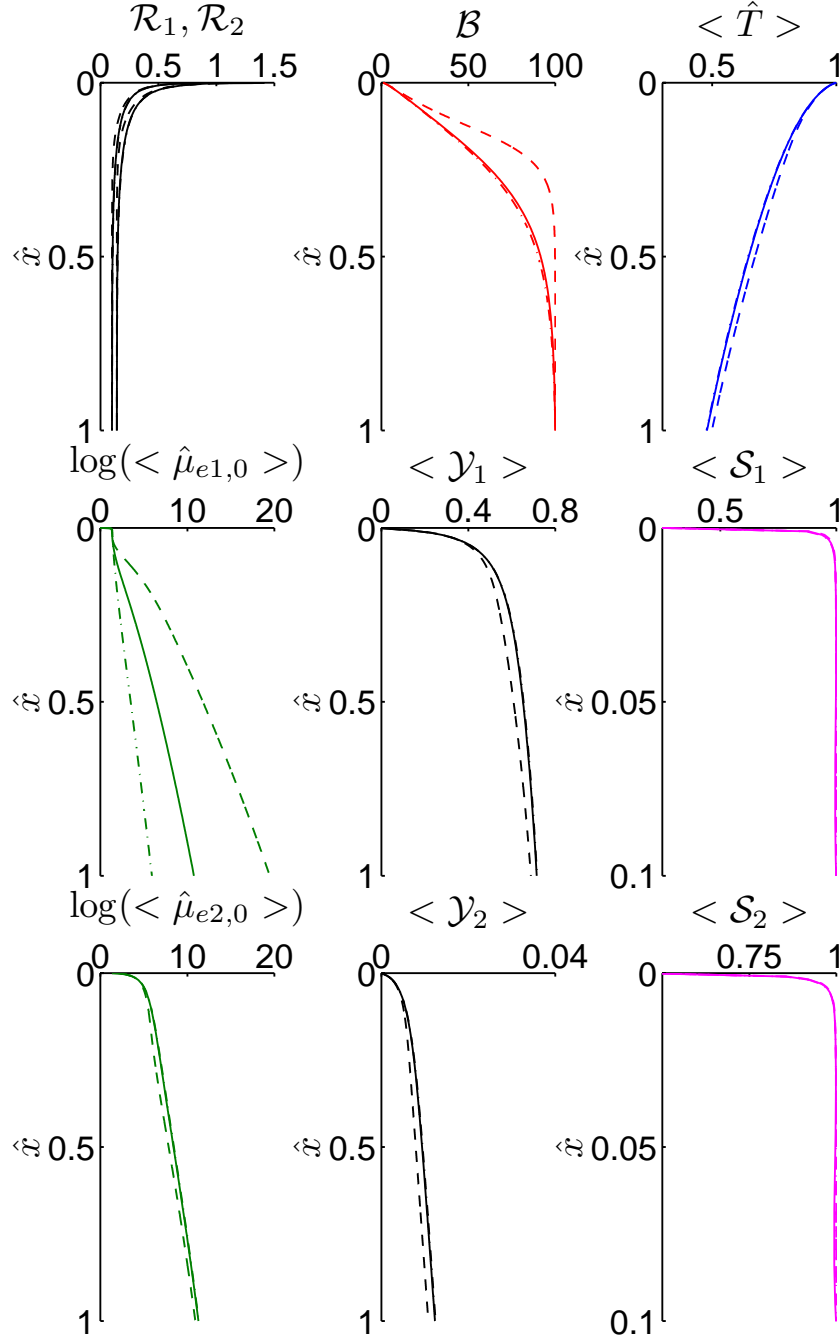 R₁, R₂
0 0.5 1 1.5
0
0.5
1
x̂
B
0 50 100
0
0.5
1
x̂
< T̂ >
0.5 1
0
0.5
1
x̂
log(< μ̂e1,0 >)
0 10 20
0
0.5
1
x̂
< Y₁ >
0 0.4 0.8
0
0.5
1
x̂
< S₁ >
0.5 1
0
0.05
0.1
x̂
log(< μ̂e2,0 >)
0 10 20
0
0.5
1
x̂
< Y₂ >
0 0.04
0
0.5
1
x̂
< S₂ >
0.75 1
0
0.05
0.1
x̂